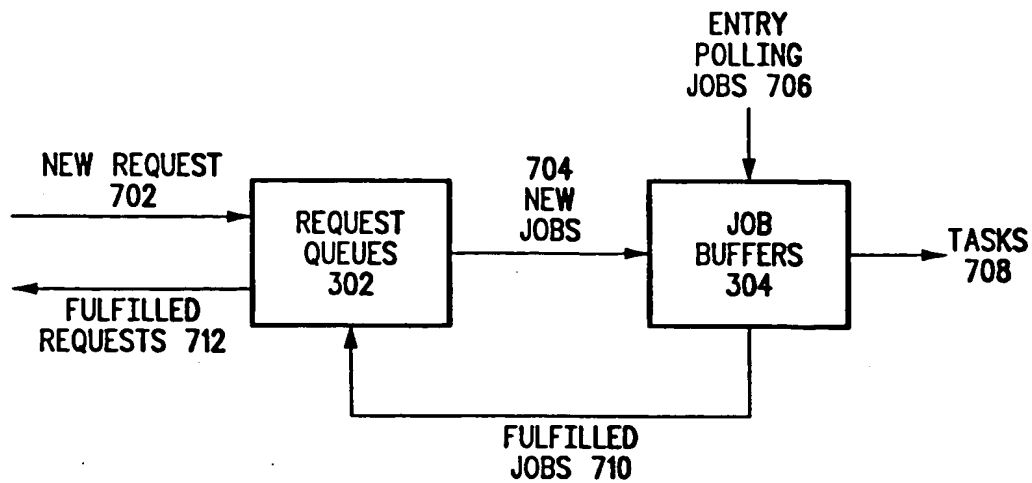 ENTRY
POLLING
JOBS 706
NEW REQUEST
702
REQUEST
QUEUES
302
704
NEW
JOBS
JOB
BUFFERS
304
TASKS
708
FULFILLED
REQUESTS 712
FULFILLED
JOBS 710